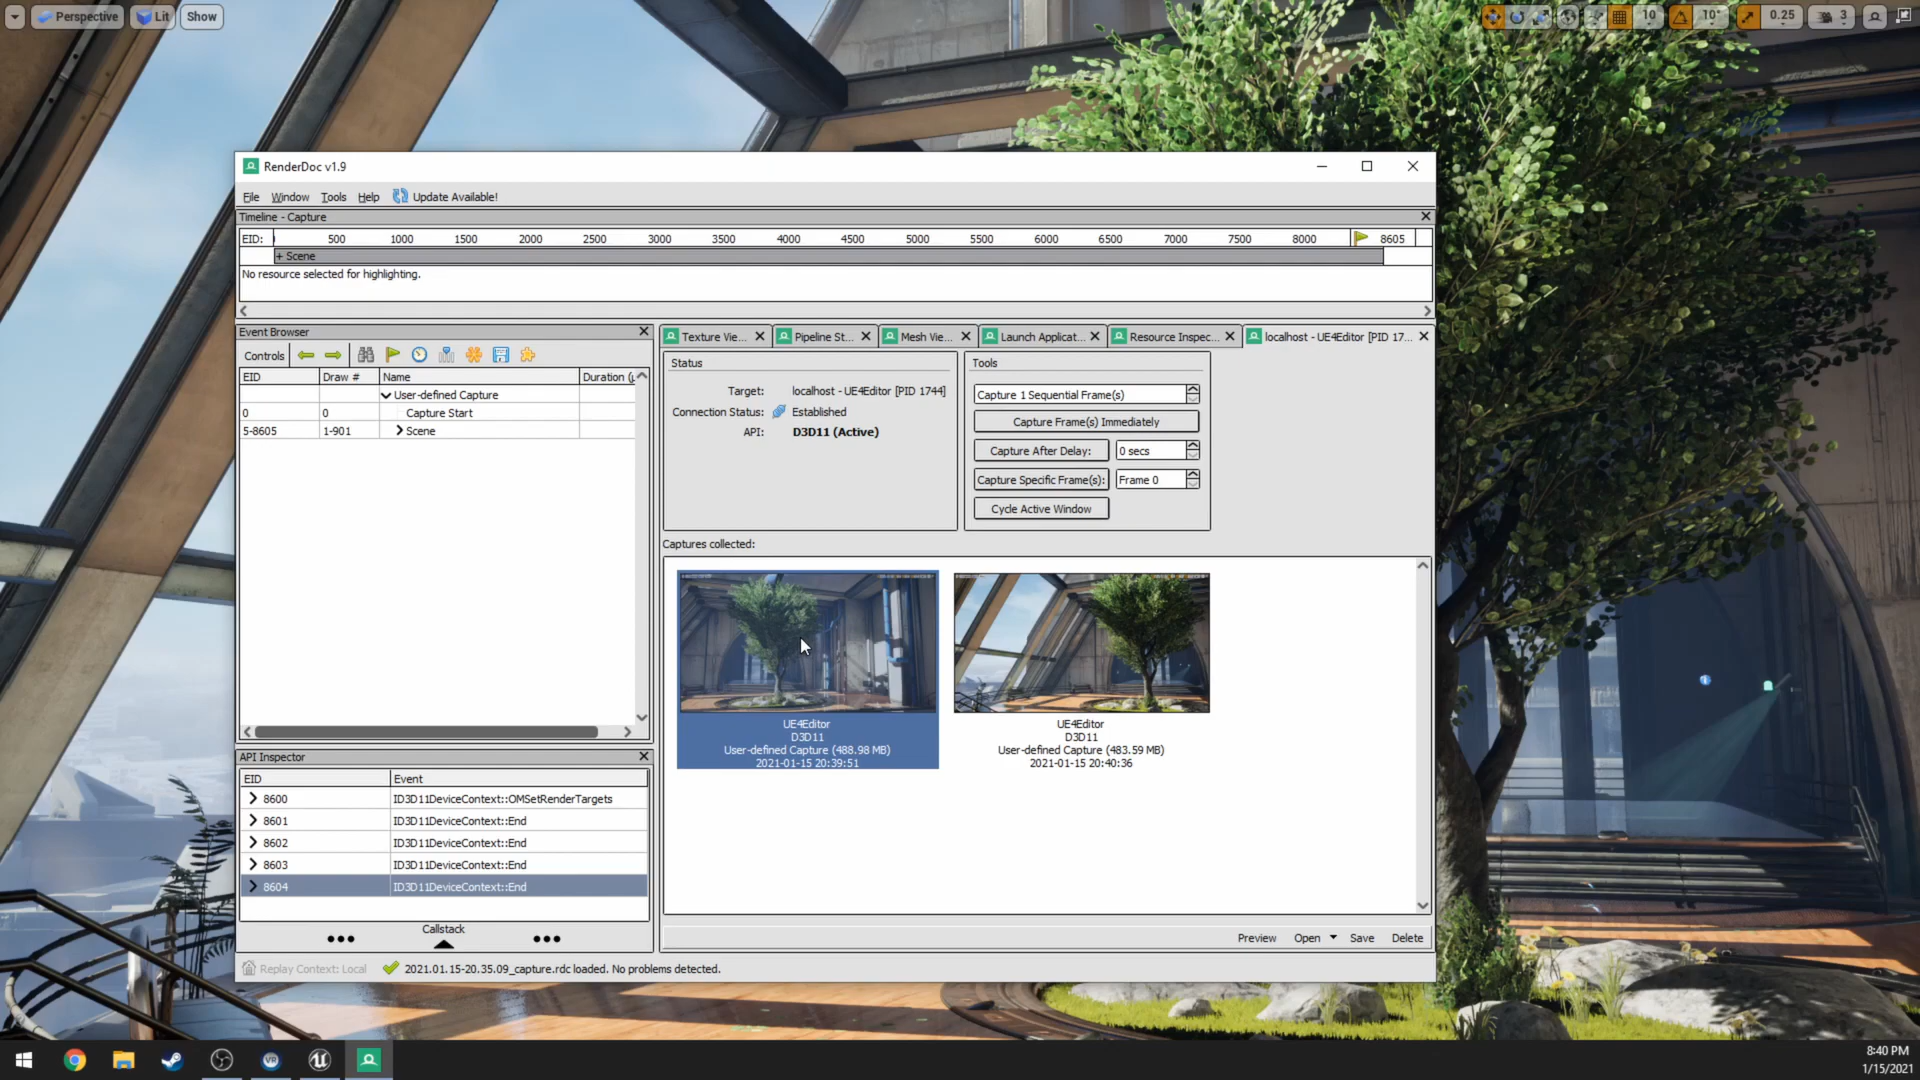 Perspective Lit Show 10 10° 0.25 3
RenderDoc v1.9
File Window Tools Help Update Available!
Timeline - Capture
EID: 500 1000 1500 2000 2500 3000 3500 4000 4500 5000 5500 6000 6500 7000 7500 8000 8605
+ Scene
No resource selected for highlighting.
Event Browser
Controls
EID Draw # Name Duration (µ
User-defined Capture
0 0 Capture Start
5-8605 1-901 Scene
API Inspector
EID Event
8600 ID3D11DeviceContext::OMSetRenderTargets
8601 ID3D11DeviceContext::End
8602 ID3D11DeviceContext::End
8603 ID3D11DeviceContext::End
8604 ID3D11DeviceContext::End
Callstack
Texture Vie... Pipeline St... Mesh Vie... Launch Applicat... Resource Inspec... localhost - UE4Editor [PID 17...
Status
Target: localhost - UE4Editor [PID 1744]
Connection Status: Established
API: D3D11 (Active)
Tools
Capture 1 Sequential Frame(s)
Capture Frame(s) Immediately
Capture After Delay: 0 secs
Capture Specific Frame(s): Frame 0
Cycle Active Window
Captures collected:
UE4Editor
D3D11
User-defined Capture (488.98 MB)
2021-01-15 20:39:51
UE4Editor
D3D11
User-defined Capture (483.59 MB)
2021-01-15 20:40:36
Preview Open Save Delete
Replay Context: Local 2021.01.15-20.35.09_capture.rdc loaded. No problems detected.
8:40 PM
1/15/2021